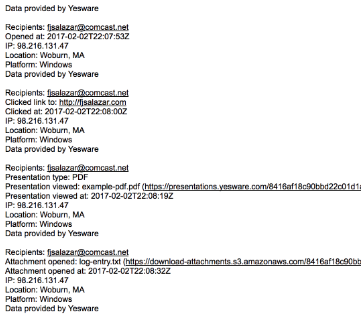 Data provided by Yesware
Recipients: fjsalazar@comcast.net
Opened at: 2017-02-02T22:07:53Z
IP: 98.216.131.47
Location: Woburn, MA
Platform: Windows
Data provided by Yesware
Recipients: fjsalazar@comcast.net
Clicked link to: http://fjsalazar.com
Clicked at: 2017-02-02T22:08:00Z
IP: 98.216.131.47
Location: Woburn, MA
Platform: Windows
Data provided by Yesware
Recipients: fjsalazar@comcast.net
Presentation type: PDF
Presentation viewed: example-pdf.pdf (https://presentations.yesware.com/8416af18c90bbd22c01d1a
Presentation viewed at: 2017-02-02T22:08:19Z
IP: 98.216.131.47
Location: Woburn, MA
Platform: Windows
Data provided by Yesware
Recipients: fjsalazar@comcast.net
Attachment opened: log-entry.txt (https://download-attachments.s3.amazonaws.com/8416af18c90bb
Attachment opened at: 2017-02-02T22:08:32Z
IP: 98.216.131.47
Location: Woburn, MA
Platform: Windows
Data provided by Yesware